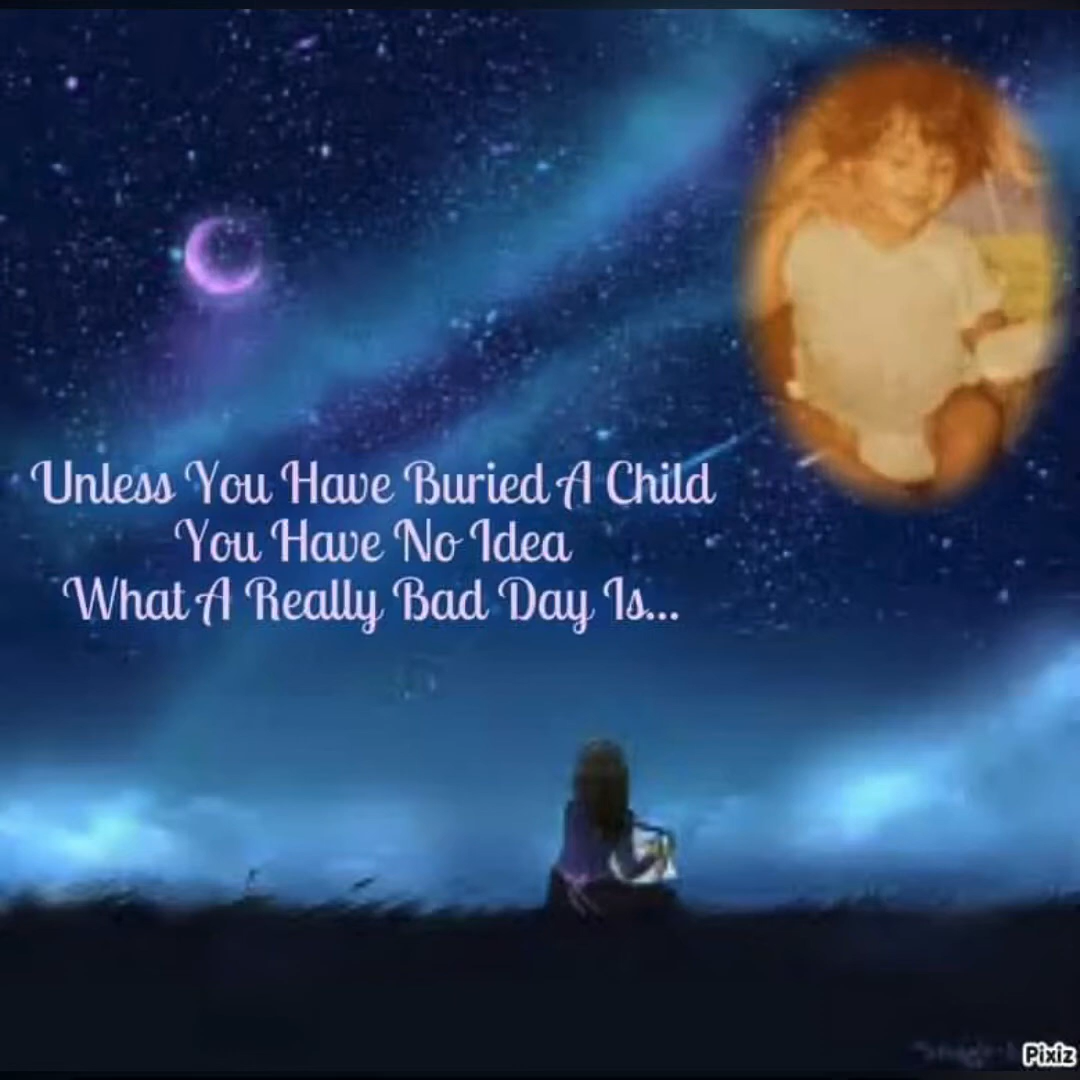 Unless You Have Buried A Child
You Have No Idea
What A Really Bad Day Is...
Pixiz